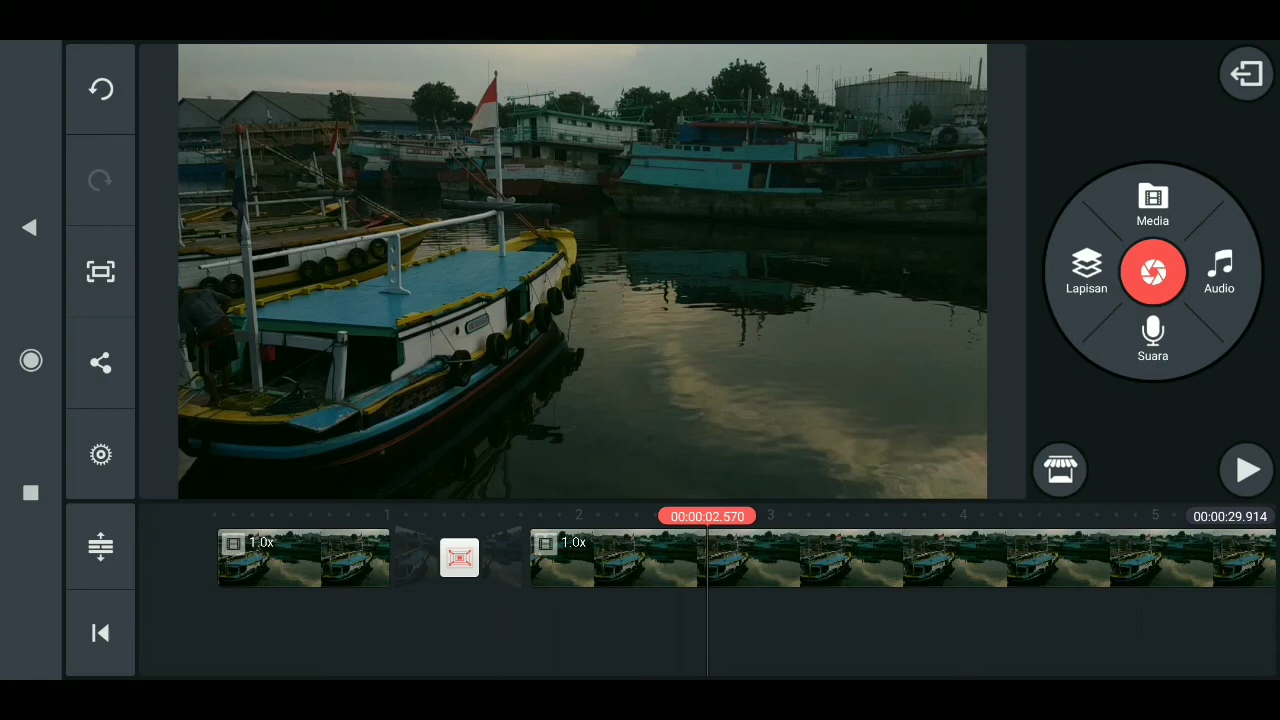 Media
Lapisan
Audio
Suara
1
2
00:00:02.570
3
4
5
00:00:29.914
1.0x
1.0x